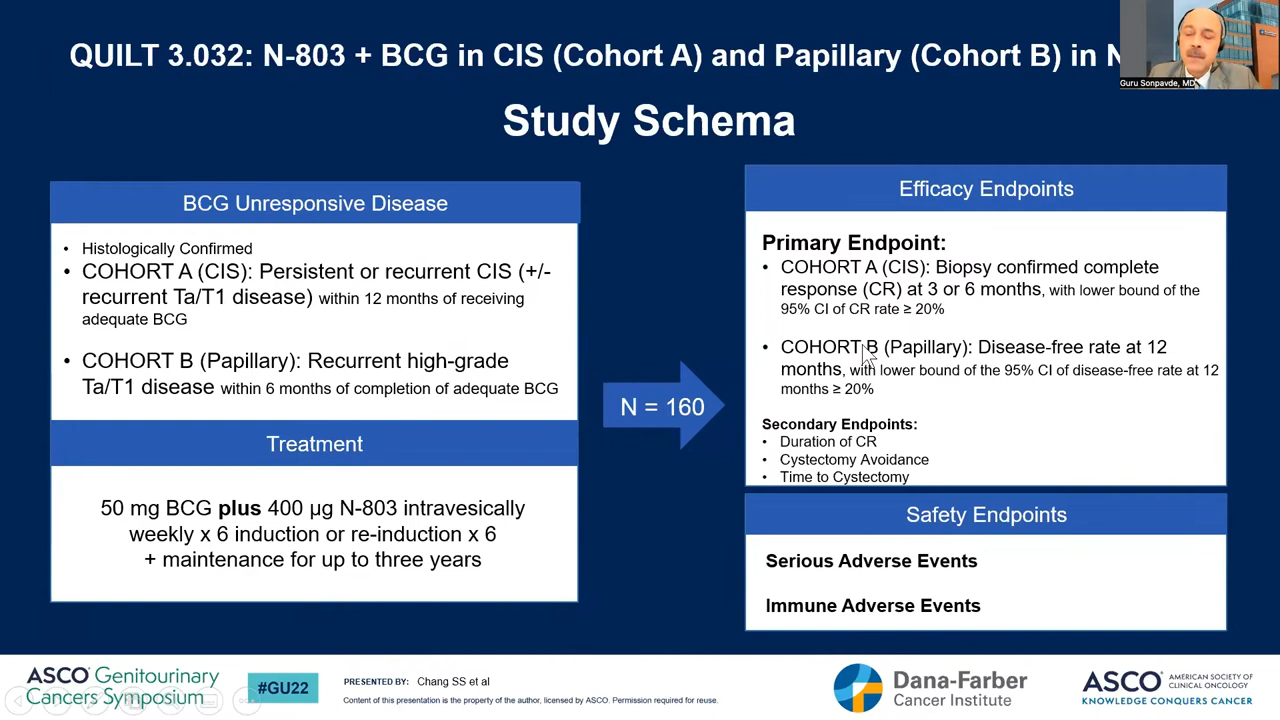 QUILT 3.032: N-803 + BCG in CIS (Cohort A) and Papillary (Cohort B) in
Guru Sonpavde, MD
Study Schema
BCG Unresponsive Disease
• Histologically Confirmed
• COHORT A (CIS): Persistent or recurrent CIS (+/-
recurrent Ta/T1 disease) within 12 months of receiving
adequate BCG
• COHORT B (Papillary): Recurrent high-grade
Ta/T1 disease within 6 months of completion of adequate BCG
Treatment
50 mg BCG plus 400 µg N-803 intravesically
weekly x 6 induction or re-induction x 6
+ maintenance for up to three years
N = 160
Efficacy Endpoints
Primary Endpoint:
• COHORT A (CIS): Biopsy confirmed complete
response (CR) at 3 or 6 months, with lower bound of the
95% CI of CR rate ≥ 20%
• COHORT B (Papillary): Disease-free rate at 12
months, with lower bound of the 95% CI of disease-free rate at 12
months ≥ 20%
Secondary Endpoints:
• Duration of CR
• Cystectomy Avoidance
• Time to Cystectomy
Safety Endpoints
Serious Adverse Events
Immune Adverse Events
ASCO Genitourinary
Cancers Symposium
#GU22
PRESENTED BY: Chang SS et al
Content of this presentation is the property of the author, licensed by ASCO. Permission required for reuse.
Dana-Farber
Cancer Institute
ASCO AMERICAN SOCIETY OF
CLINICAL ONCOLOGY
KNOWLEDGE CONQUERS CANCER